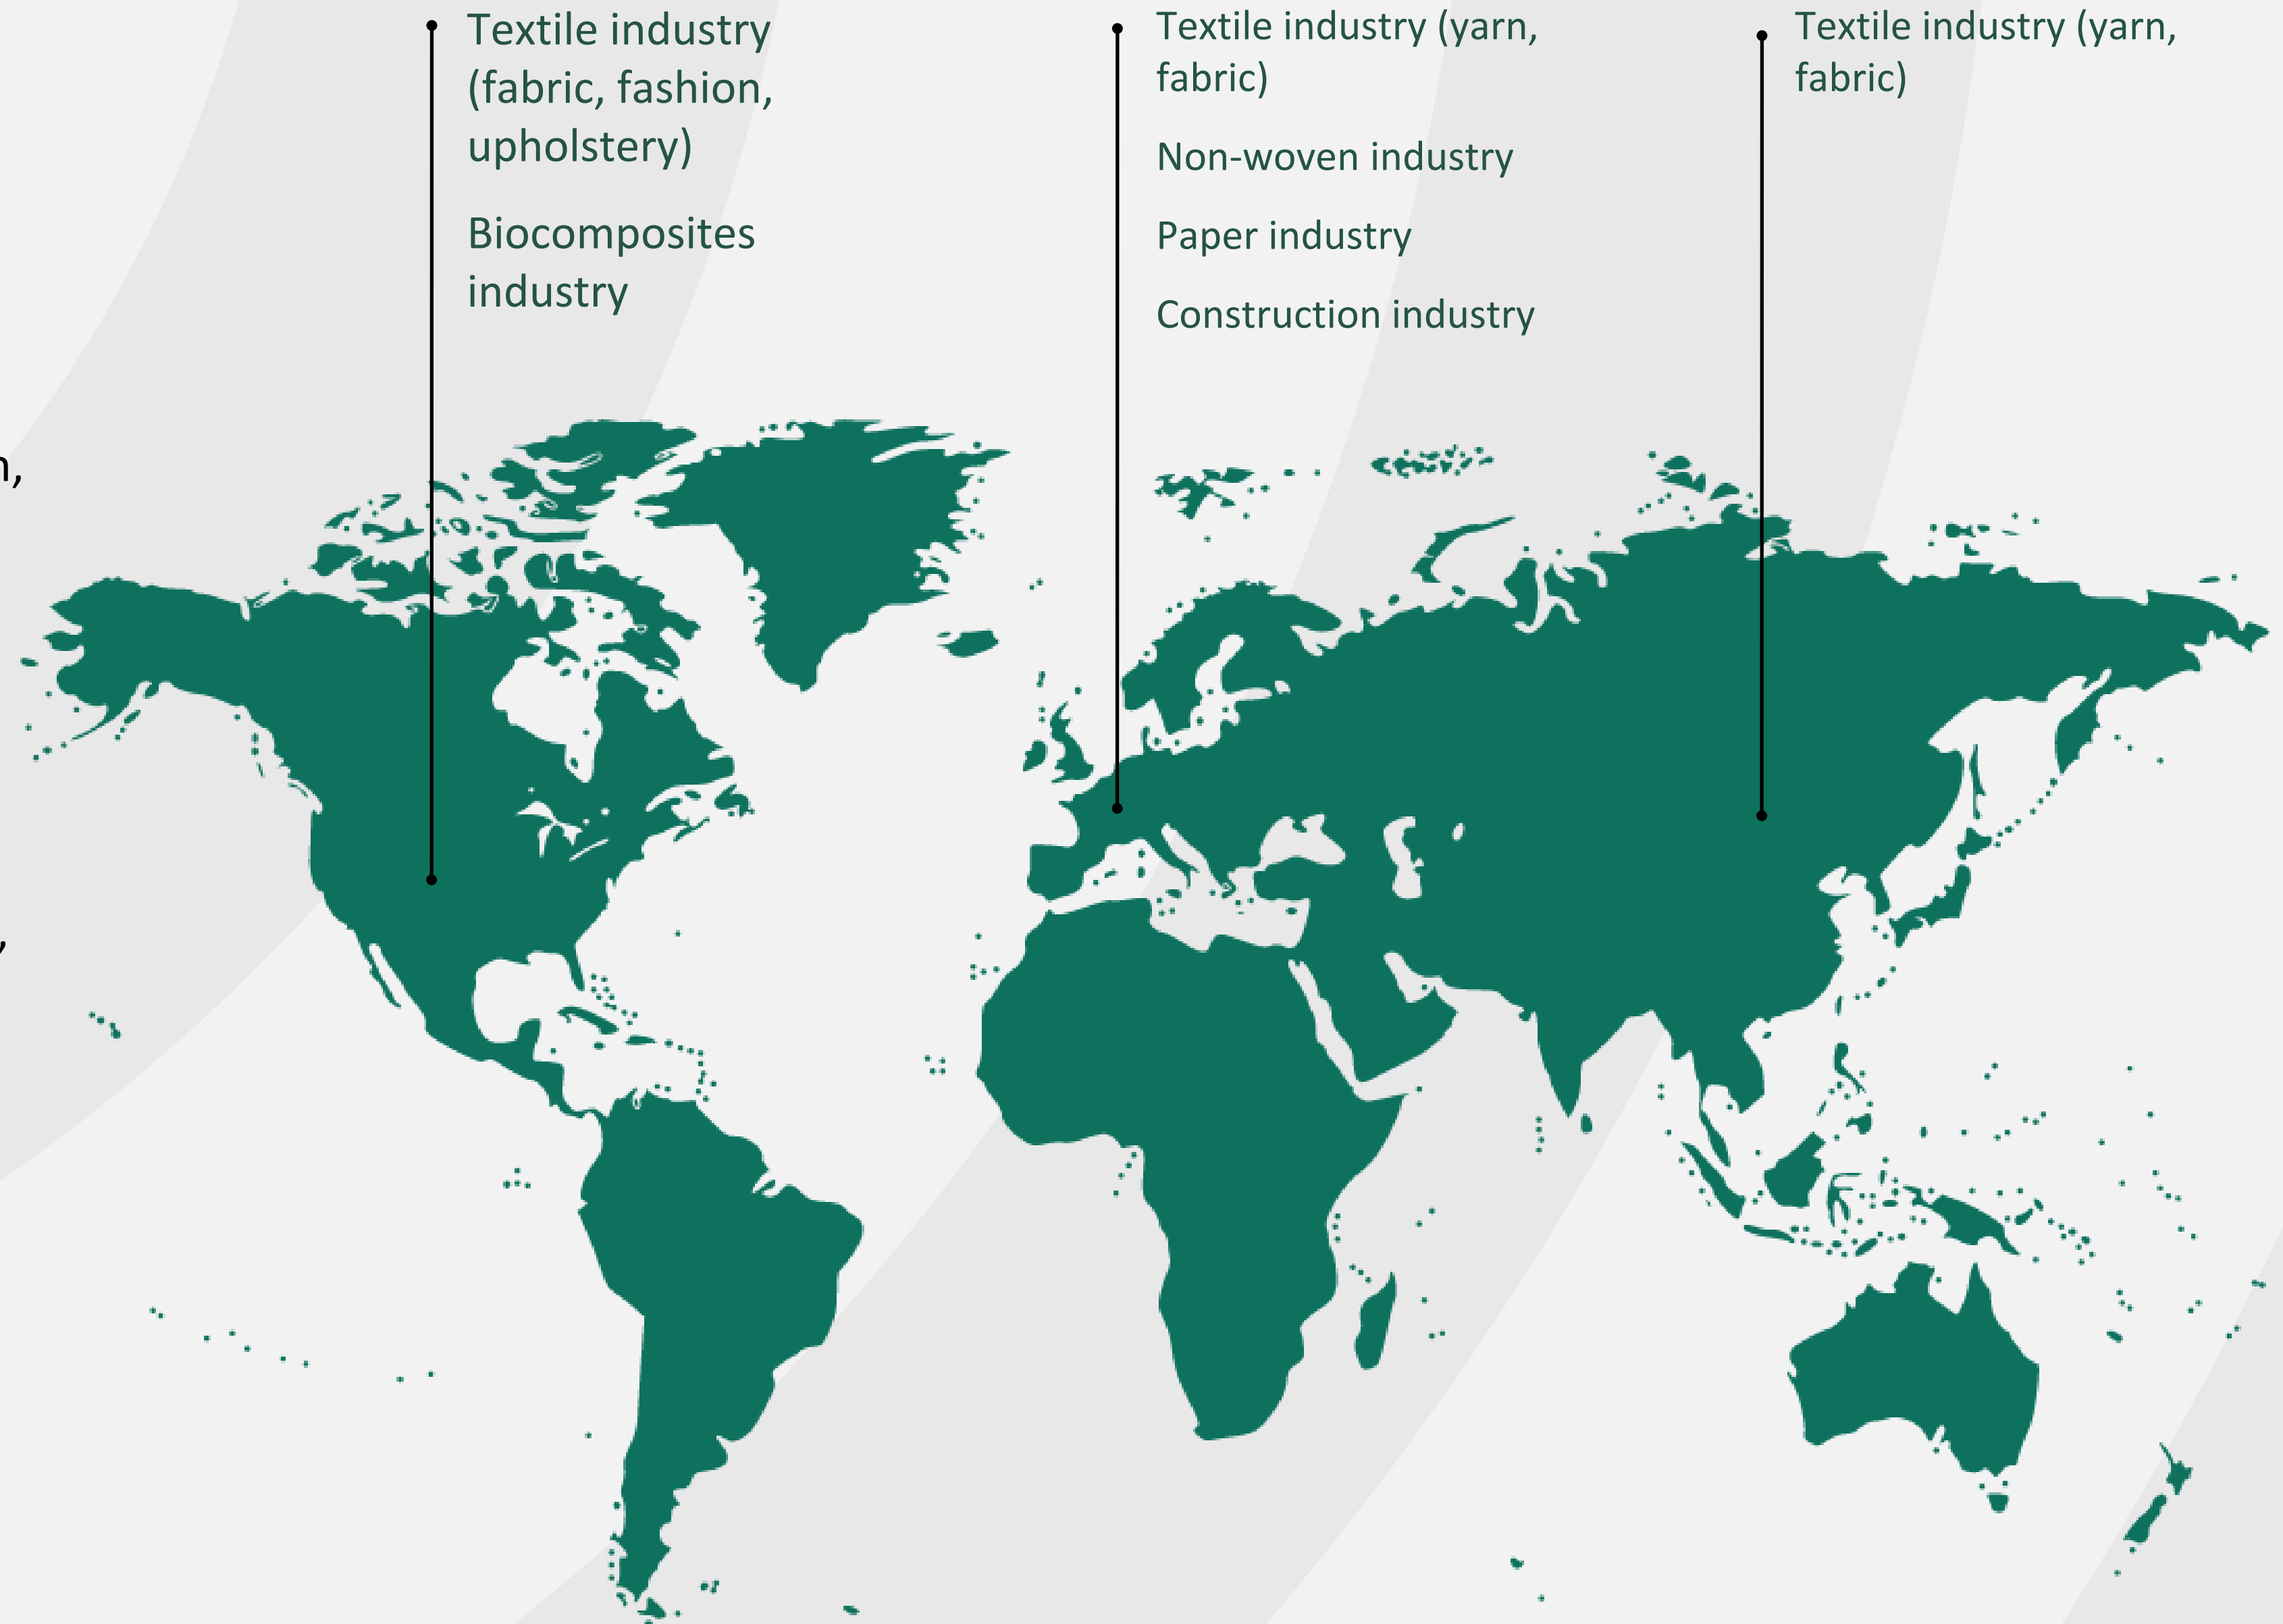 Textile industry
(fabric, fashion,
upholstery)
Biocomposites
industry
Textile industry (yarn,
fabric)
Non-woven industry
Paper industry
Construction industry
Textile industry (yarn,
fabric)